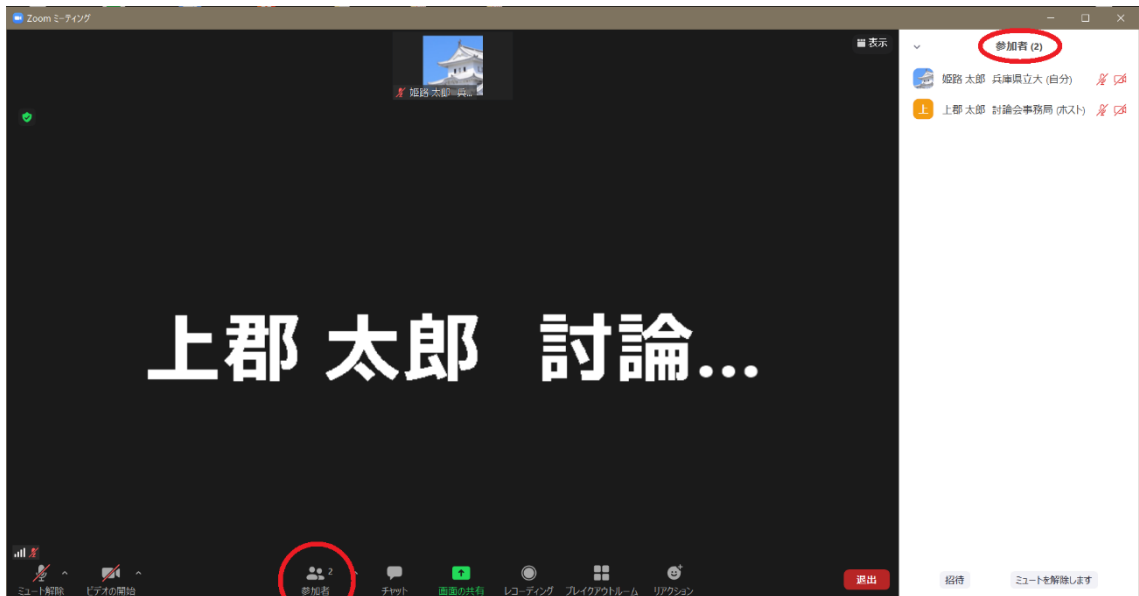 Zoom ミーティング
表示
姫路 太郎 兵...
上郡 太郎 討論...
参加者 (2)
姫路 太郎 兵庫県立大 (自分)
上郡 太郎 討論会事務局 (ホスト)
上
ミュート解除
ビデオの開始
2
参加者
チャット
画面の共有
レコーディング
ブレイクアウトルーム
リアクション
退出
招待
ミュートを解除します